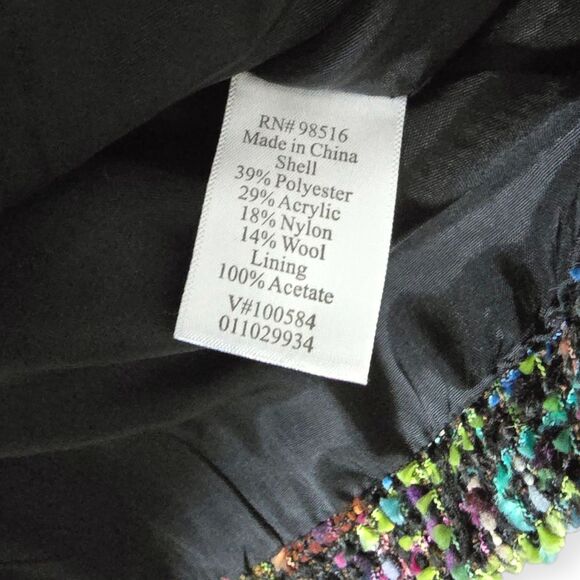 RN# 98516
Made in China
Shell
39% Polyester
29% Acrylic
18% Nylon
14% Wool
Lining
100% Acetate
V#100584
011029934